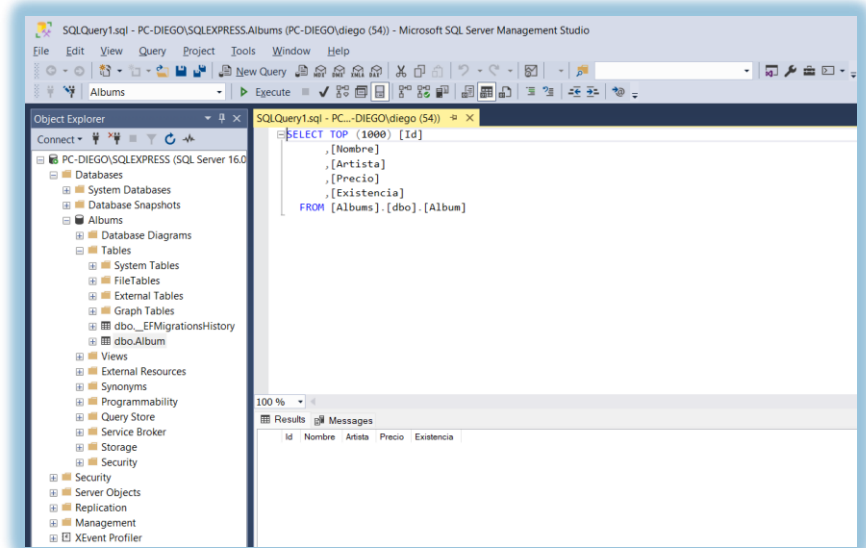 SQLQuery1.sql - PC-DIEGO\SQLEXPRESS.Albums (PC-DIEGO\diego (54)) - Microsoft SQL Server Management Studio
File Edit View Query Project Tools Window Help
New Query MDX DMX XMLA DAX
Albums Execute
Object Explorer
SQLQuery1.sql - PC...-DIEGO\diego (54))
Connect
PC-DIEGO\SQLEXPRESS (SQL Server 16.0
Databases
System Databases
Database Snapshots
Albums
Database Diagrams
Tables
System Tables
FileTables
External Tables
Graph Tables
dbo.__EFMigrationsHistory
dbo.Album
Views
External Resources
Synonyms
Programmability
Query Store
Service Broker
Storage
Security
Security
Server Objects
Replication
Management
XEvent Profiler
SELECT TOP (1000) [Id]
,[Nombre]
,[Artista]
,[Precio]
,[Existencia]
FROM [Albums].[dbo].[Album]
100 %
Results Messages
Id Nombre Artista Precio Existencia